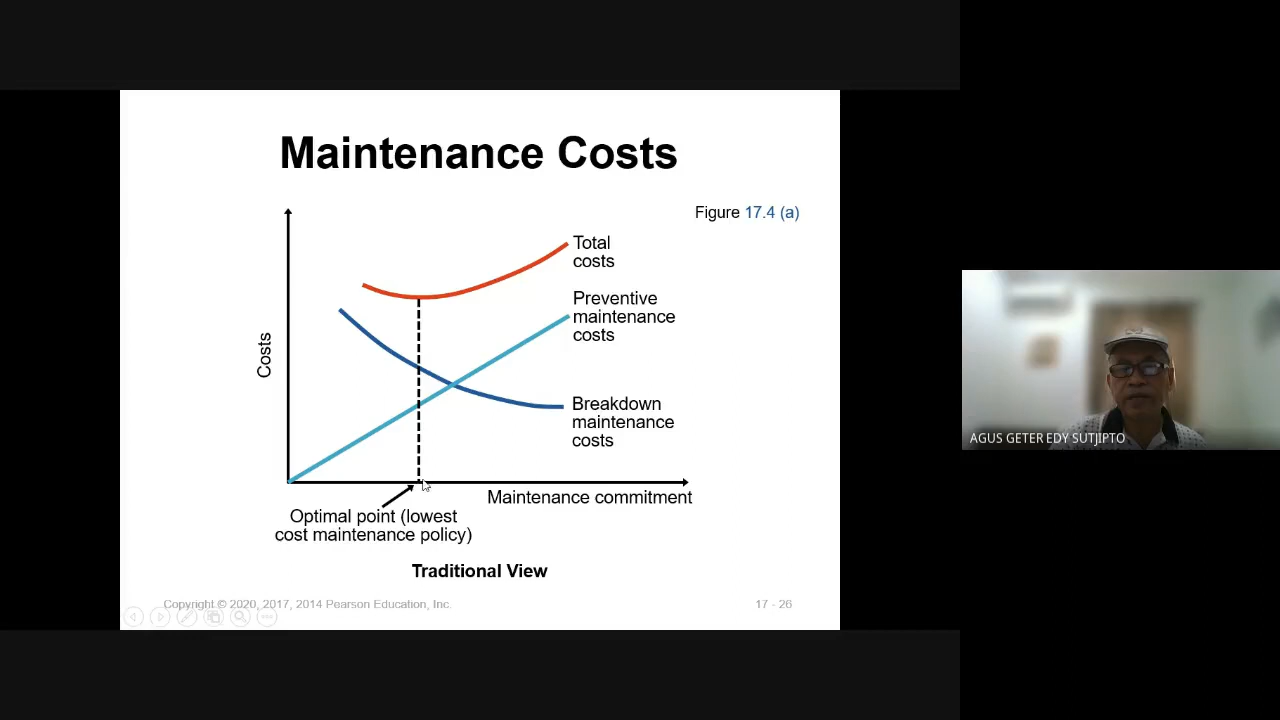 Maintenance Costs
Figure 17.4 (a)
Total
costs
Preventive
maintenance
costs
Costs
Breakdown
maintenance
costs
Maintenance commitment
Optimal point (lowest
cost maintenance policy)
Traditional View
Copyright © 2020, 2017, 2014 Pearson Education, Inc.
17 - 26
AGUS GETER EDY SUTJIPTO